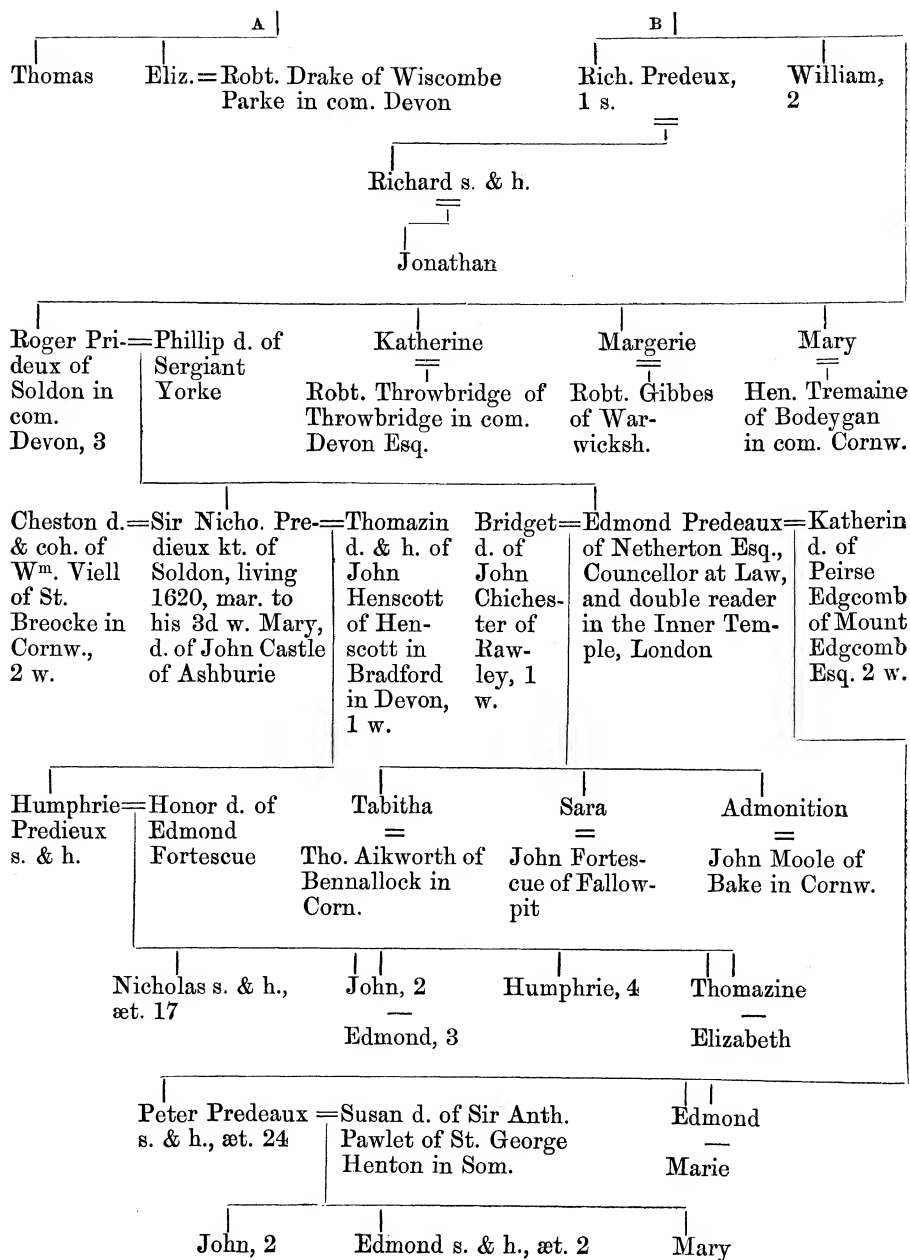 A
B
Thomas
Eliz. = Robt. Drake of Wiscombe
Parke in com. Devon
Rich. Predeux,
1 s.
William,
2
=
Richard s. & h.
=
Jonathan
Roger Pri-
deux of
Soldon in
com.
Devon, 3
=
Phillip d. of
Sergiant
Yorke
Katherine
=
Robt. Throwbridge of
Throwbridge in com.
Devon Esq.
Margerie
=
Robt. Gibbes
of War-
wicksh.
Mary
=
Hen. Tremaine
of Bodeygan
in com. Cornw.
Cheston d.
& coh. of
Wm. Viell
of St.
Breocke in
Cornw.,
2 w.
=
Sir Nicho. Pre-
dieux kt. of
Soldon, living
1620, mar. to
his 3d w. Mary,
d. of John Castle
of Ashburie
=
Thomazin
d. & h. of
John
Henscott
of Hen-
scott in
Bradford
in Devon,
1 w.
Bridget
d. of
John
Chiches-
ter of
Raw-
ley, 1
w.
=
Edmond Predeaux
of Netherton Esq.,
Councellor at Law,
and double reader
in the Inner Tem-
ple, London
=
Katherin
d. of
Peirse
Edgcomb
of Mount
Edgcomb
Esq. 2 w.
Humphrie
Predieux
s. & h.
=
Honor d. of
Edmond
Fortescue
Tabitha
=
Tho. Aikworth of
Bennallock in
Corn.
Sara
=
John Fortes-
cue of Fallow-
pit
Admonition
=
John Moole of
Bake in Cornw.
Nicholas s. & h.,
æt. 17
John, 2
—
Edmond, 3
Humphrie, 4
Thomazine
—
Elizabeth
Peter Predeaux
s. & h., æt. 24
=
Susan d. of Sir Anth.
Pawlet of St. George
Henton in Som.
Edmond
—
Marie
John, 2
Edmond s. & h., æt. 2
Mary